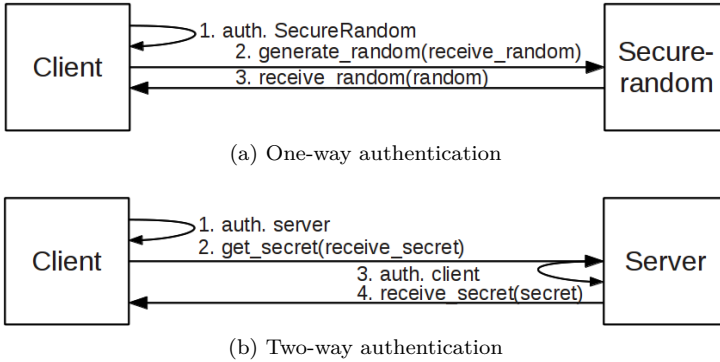 1. auth. SecureRandom
2. generate_random(receive_random)
Client
Secure-
random
3. receive_random(random)
(a) One-way authentication
1. auth. server
2. get_secret(receive_secret)
Client
Server
3. auth. client
4. receive_secret(secret)
(b) Two-way authentication